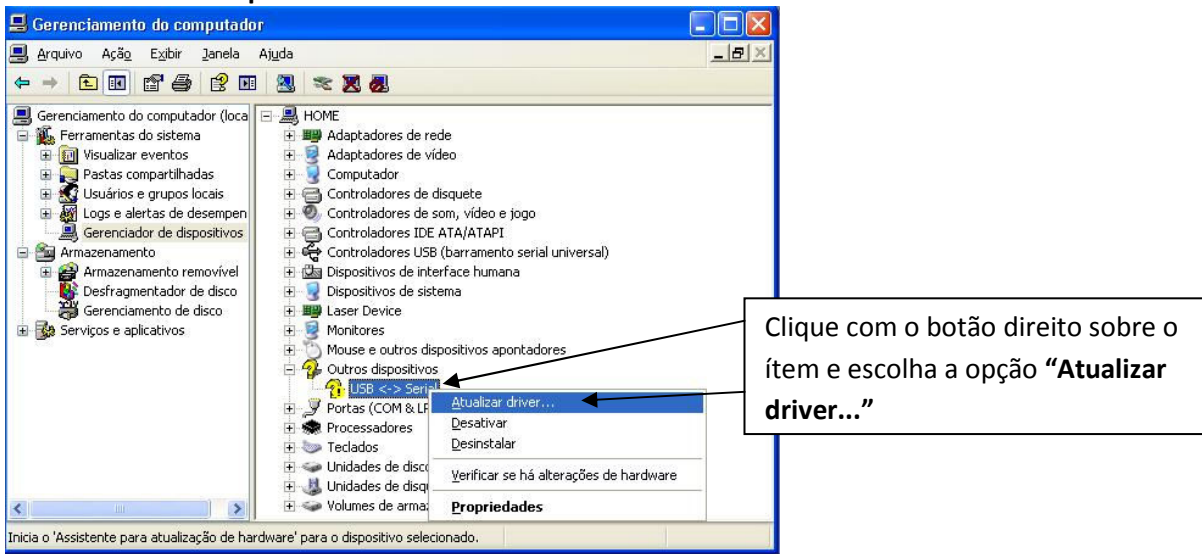 Gerenciamento do computador
Arquivo Ação Exibir Janela Ajuda
Gerenciamento do computador (loca
Ferramentas do sistema
Visualizar eventos
Pastas compartilhadas
Usuários e grupos locais
Logs e alertas de desempen
Gerenciador de dispositivos
Armazenamento
Armazenamento removível
Desfragmentador de disco
Gerenciamento de disco
Serviços e aplicativos
HOME
Adaptadores de rede
Adaptadores de vídeo
Computador
Controladores de disquete
Controladores de som, vídeo e jogo
Controladores IDE ATA/ATAPI
Controladores USB (barramento serial universal)
Dispositivos de interface humana
Dispositivos de sistema
Laser Device
Monitores
Mouse e outros dispositivos apontadores
Outros dispositivos
USB <-> Serial
Portas (COM & LP
Processadores
Teclados
Unidades de disco
Unidades de disqu
Volumes de armaz
Atualizar driver...
Desativar
Desinstalar
Verificar se há alterações de hardware
Propriedades
Inicia o 'Assistente para atualização de hardware' para o dispositivo selecionado.
Clique com o botão direito sobre o
ítem e escolha a opção “Atualizar
driver...”